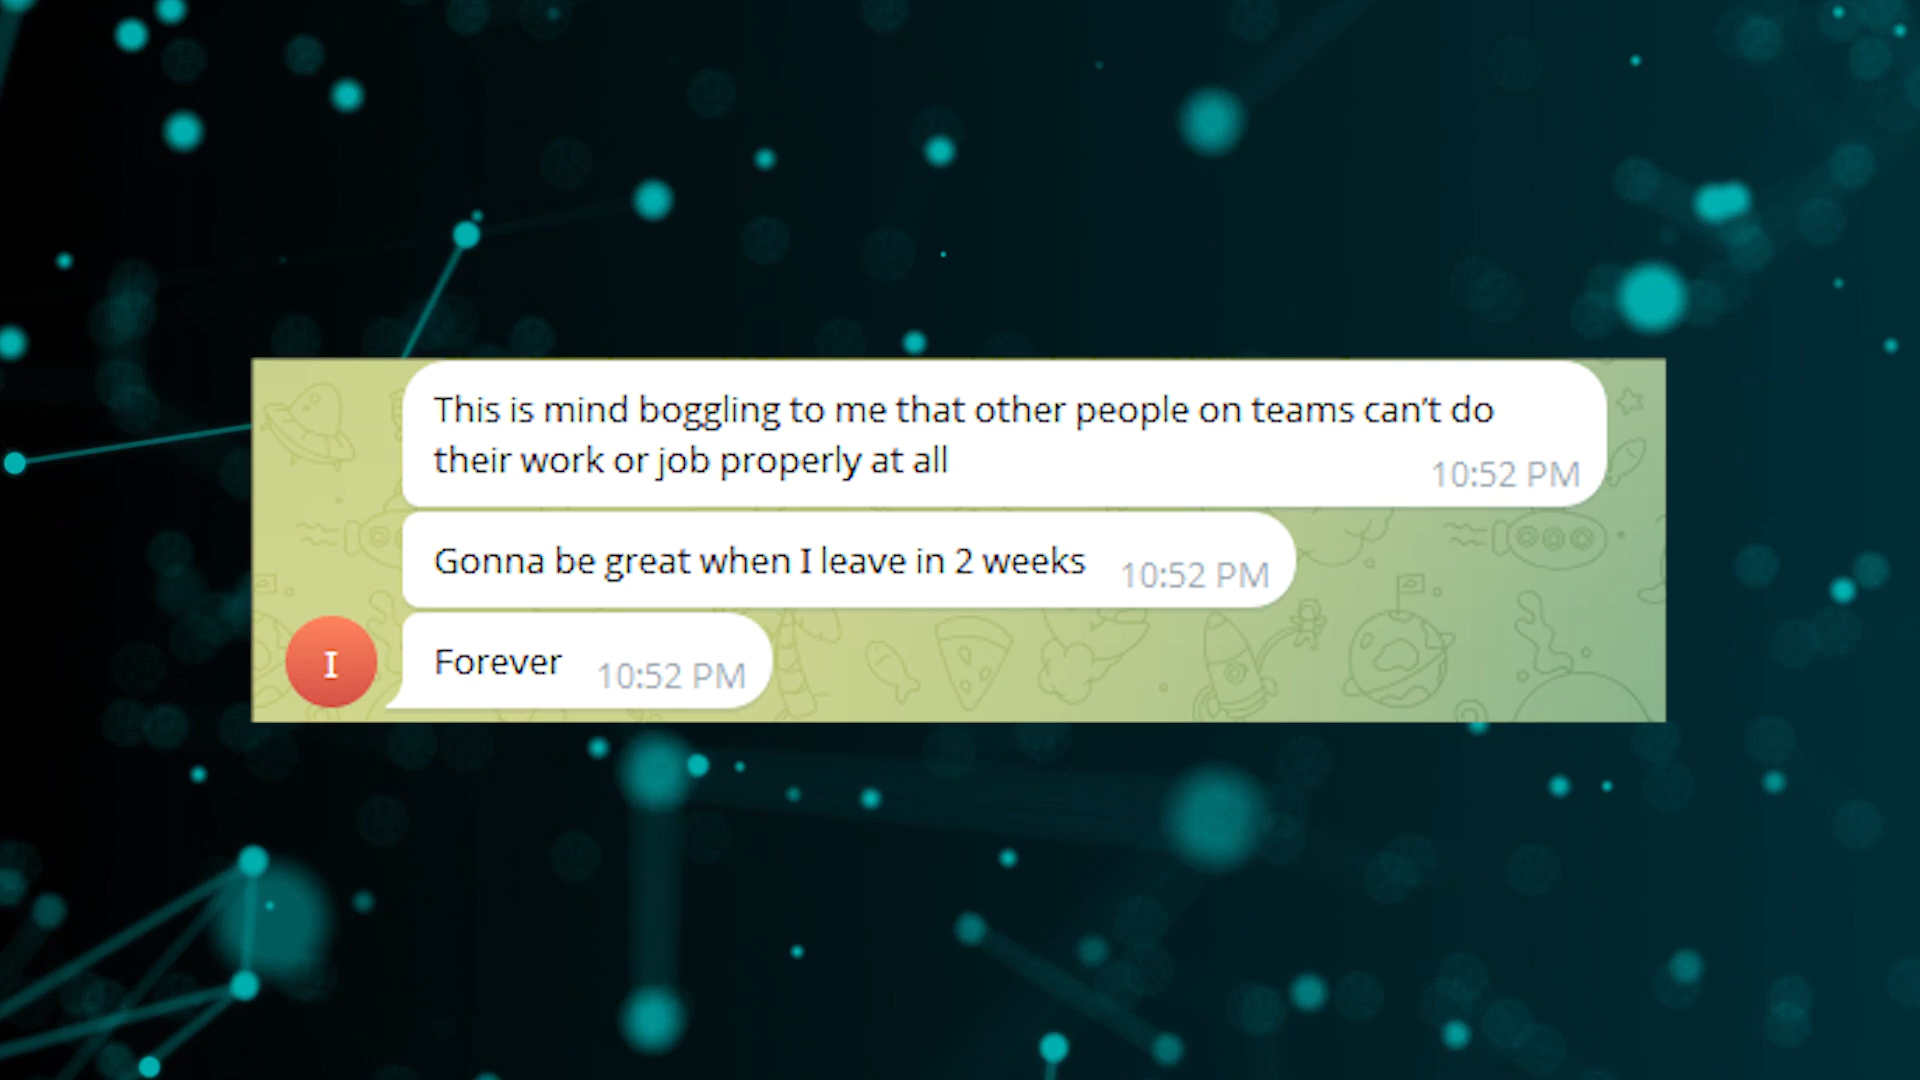 This is mind boggling to me that other people on teams can’t do
their work or job properly at all
10:52 PM
Gonna be great when I leave in 2 weeks 10:52 PM
I
Forever 10:52 PM